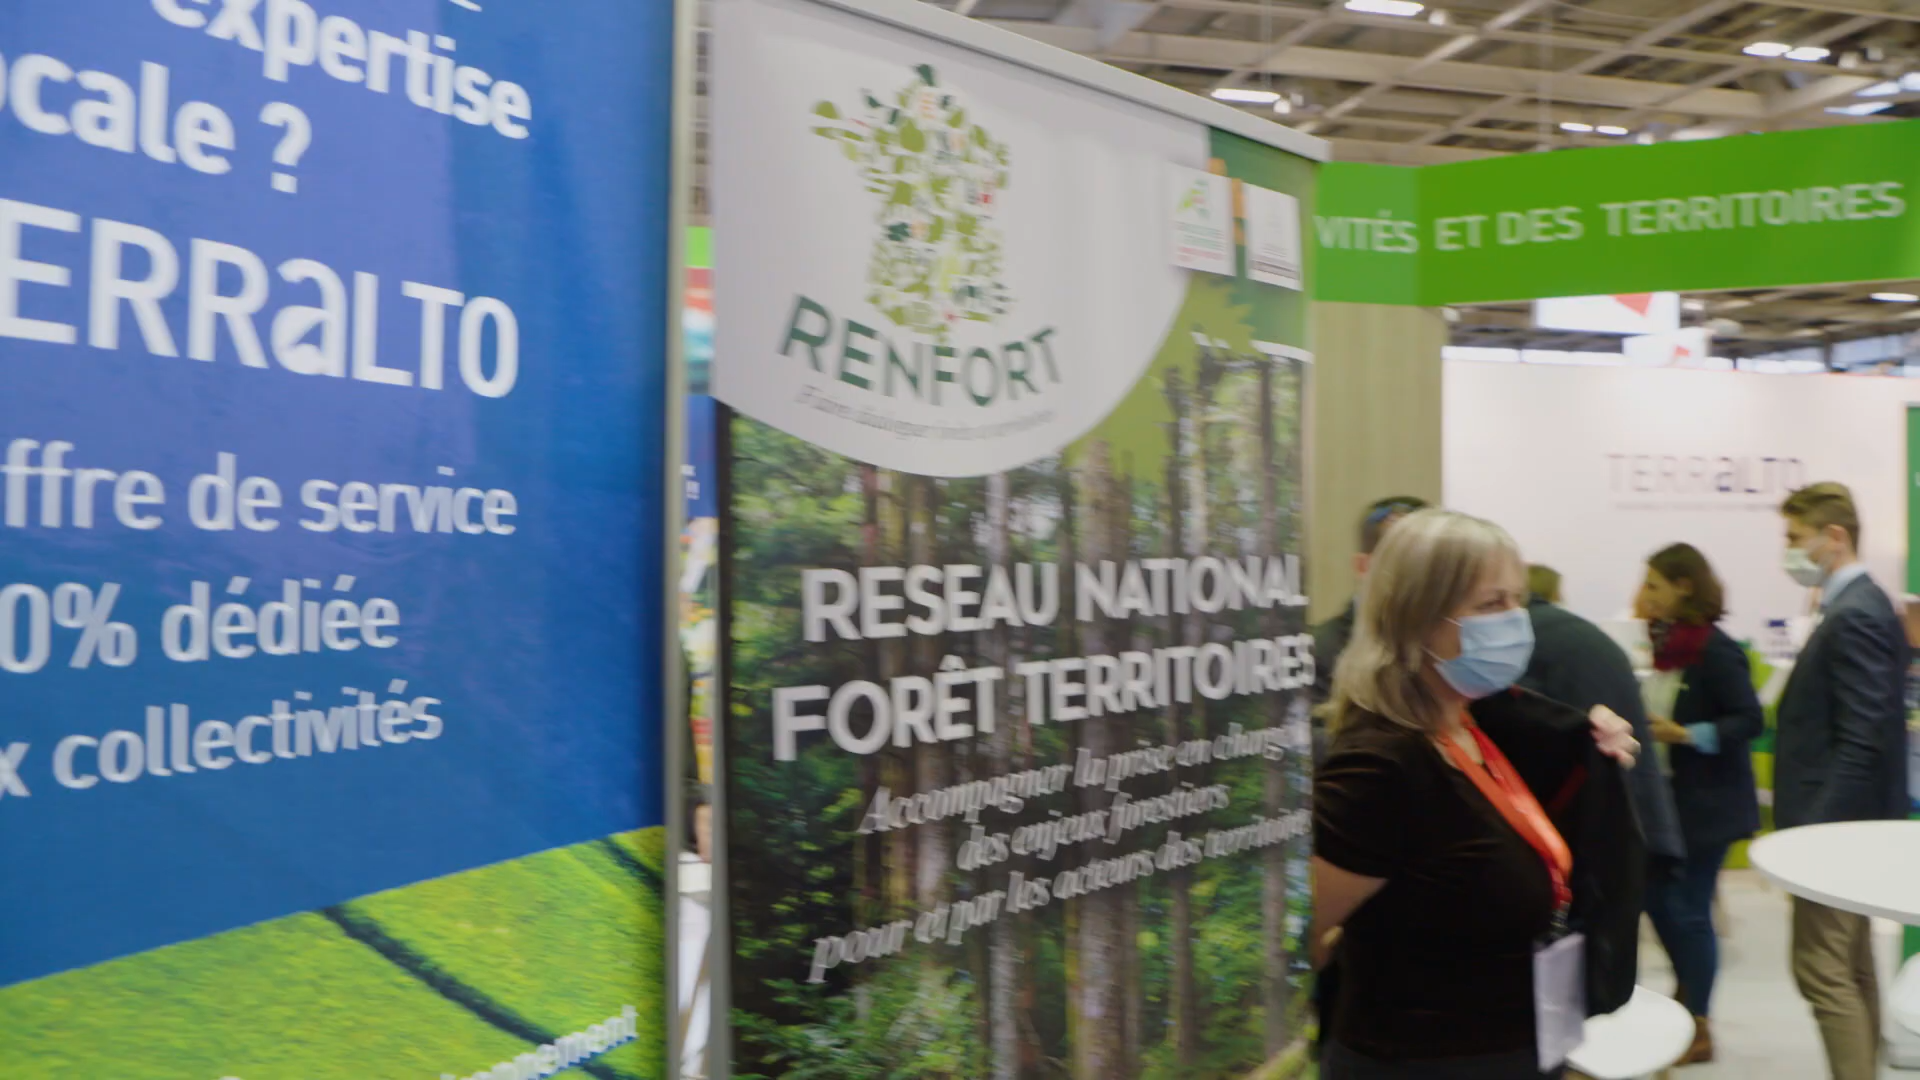 expertise
ocale ?
ERRaLTO
ffre de service
0% dédiée
x collectivités
onnement
RENFORT
RESEAU NATIONAL
FORÊT TERRITOIRES
Accompagner la prise en charge
des enjeux forestiers
pour et par les acteurs des territoires
VITÉS ET DES TERRITOIRES
TERRaLTO